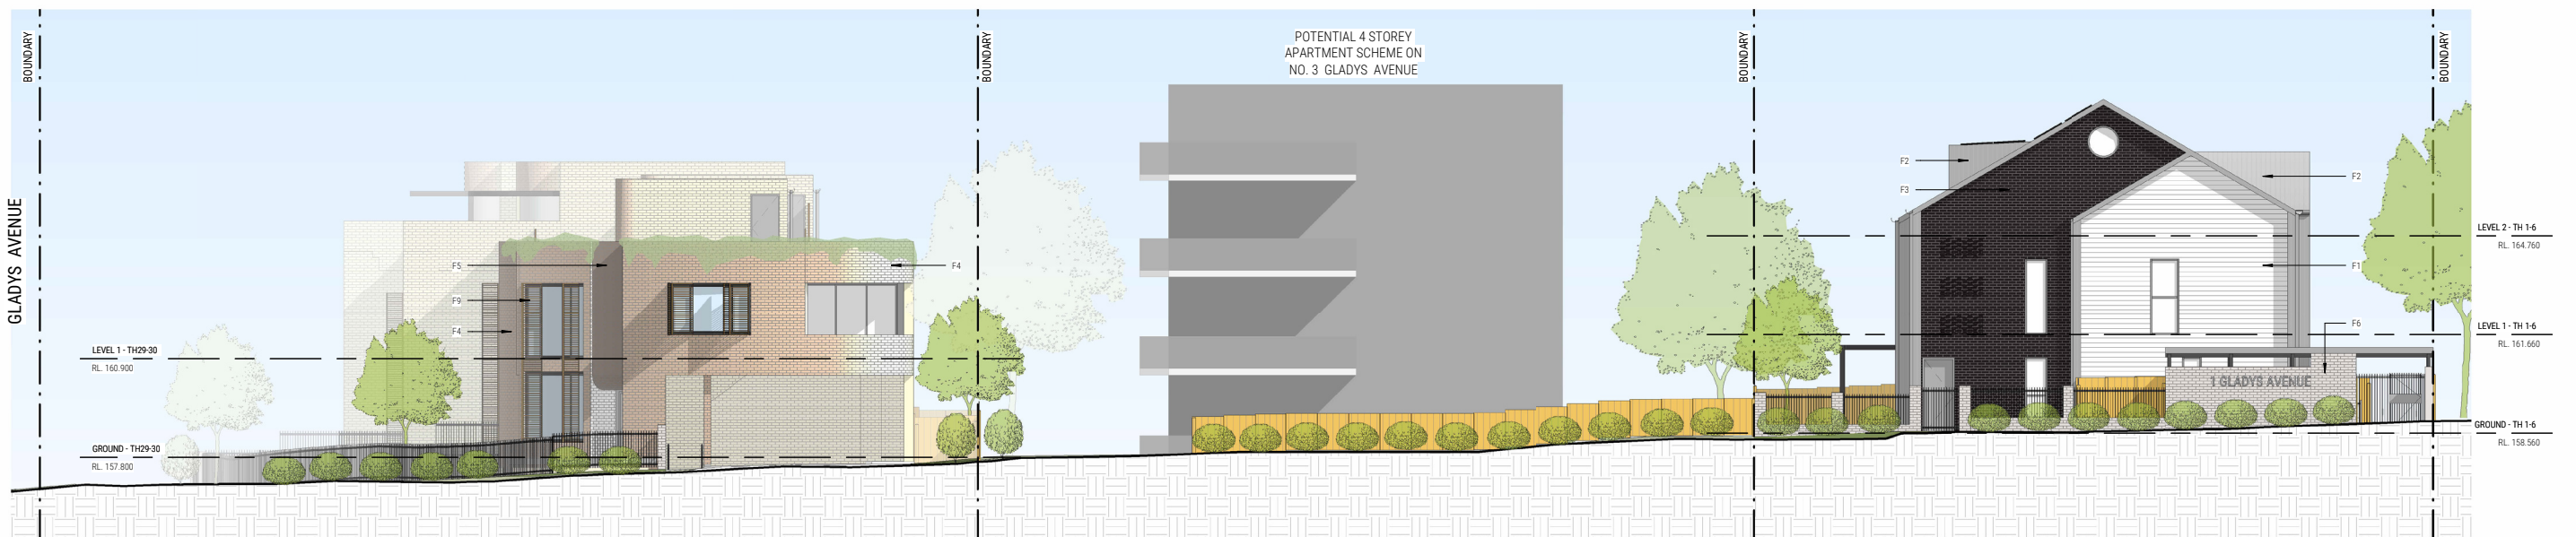 BOUNDARY
BOUNDARY
BOUNDARY
BOUNDARY
GLADYS AVENUE
POTENTIAL 4 STOREY
APARTMENT SCHEME ON
NO. 3 GLADYS AVENUE
F5
F9
F4
F4
LEVEL 1 - TH29-30
RL. 160.900
GROUND - TH29-30
RL. 157.800
F2
F3
F2
F1
F6
1 GLADYS AVENUE
LEVEL 2 - TH 1-6
RL. 164.760
LEVEL 1 - TH 1-6
RL. 161.660
GROUND - TH 1-6
RL. 158.560